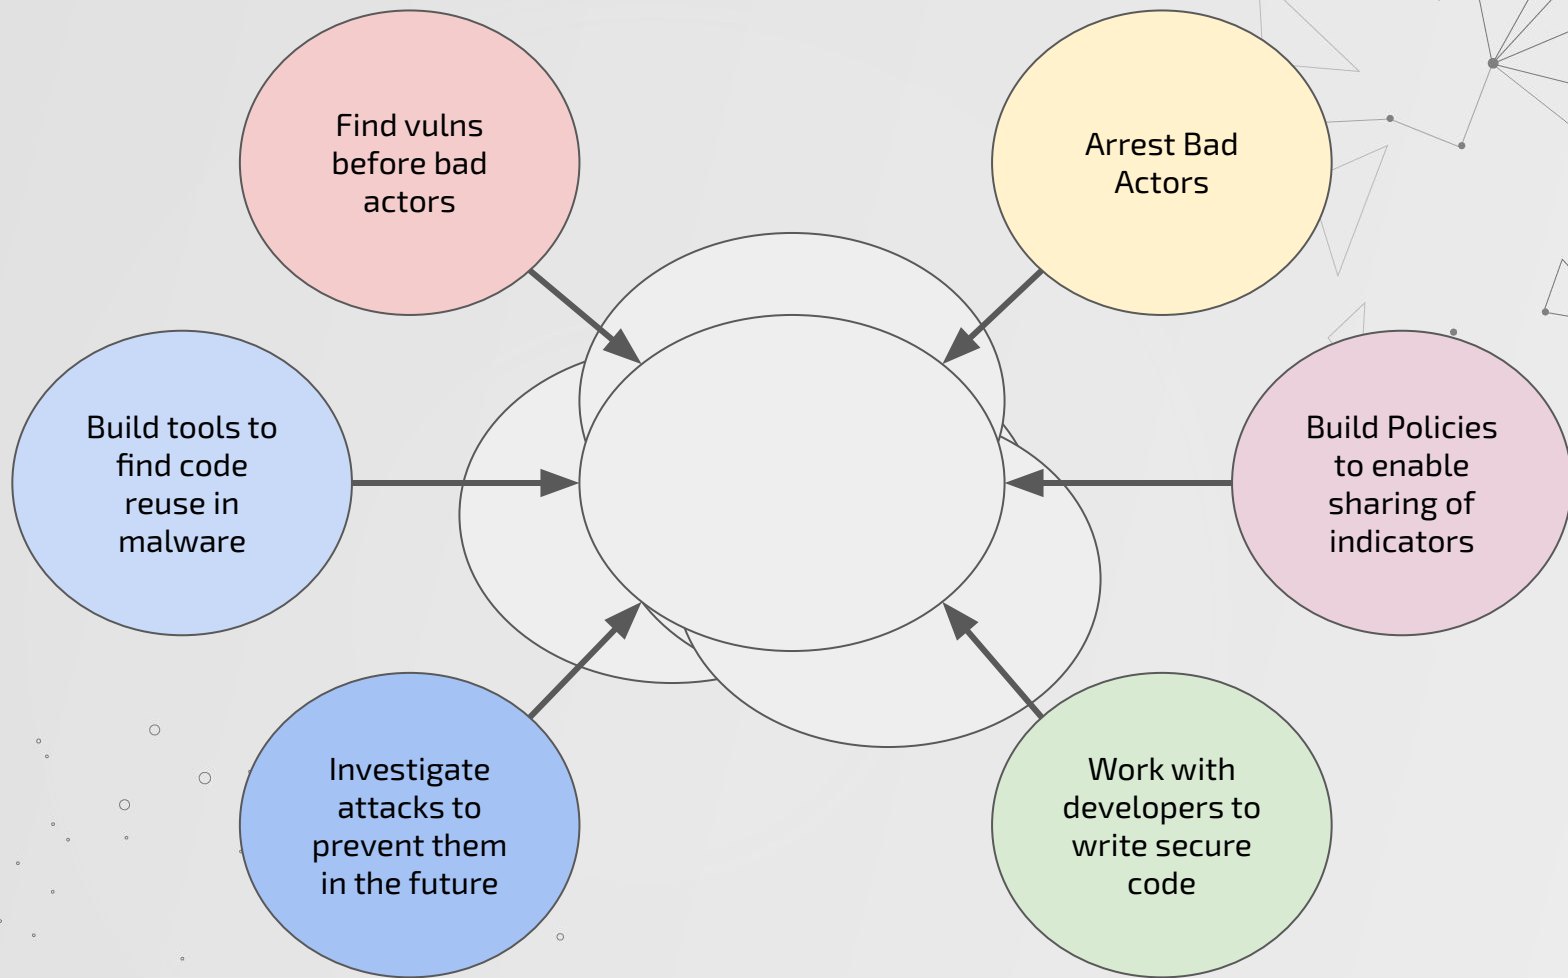 Find vulns
before bad
actors
Arrest Bad
Actors
Build tools to
find code
reuse in
malware
Build Policies
to enable
sharing of
indicators
Investigate
attacks to
prevent them
in the future
Work with
developers to
write secure
code